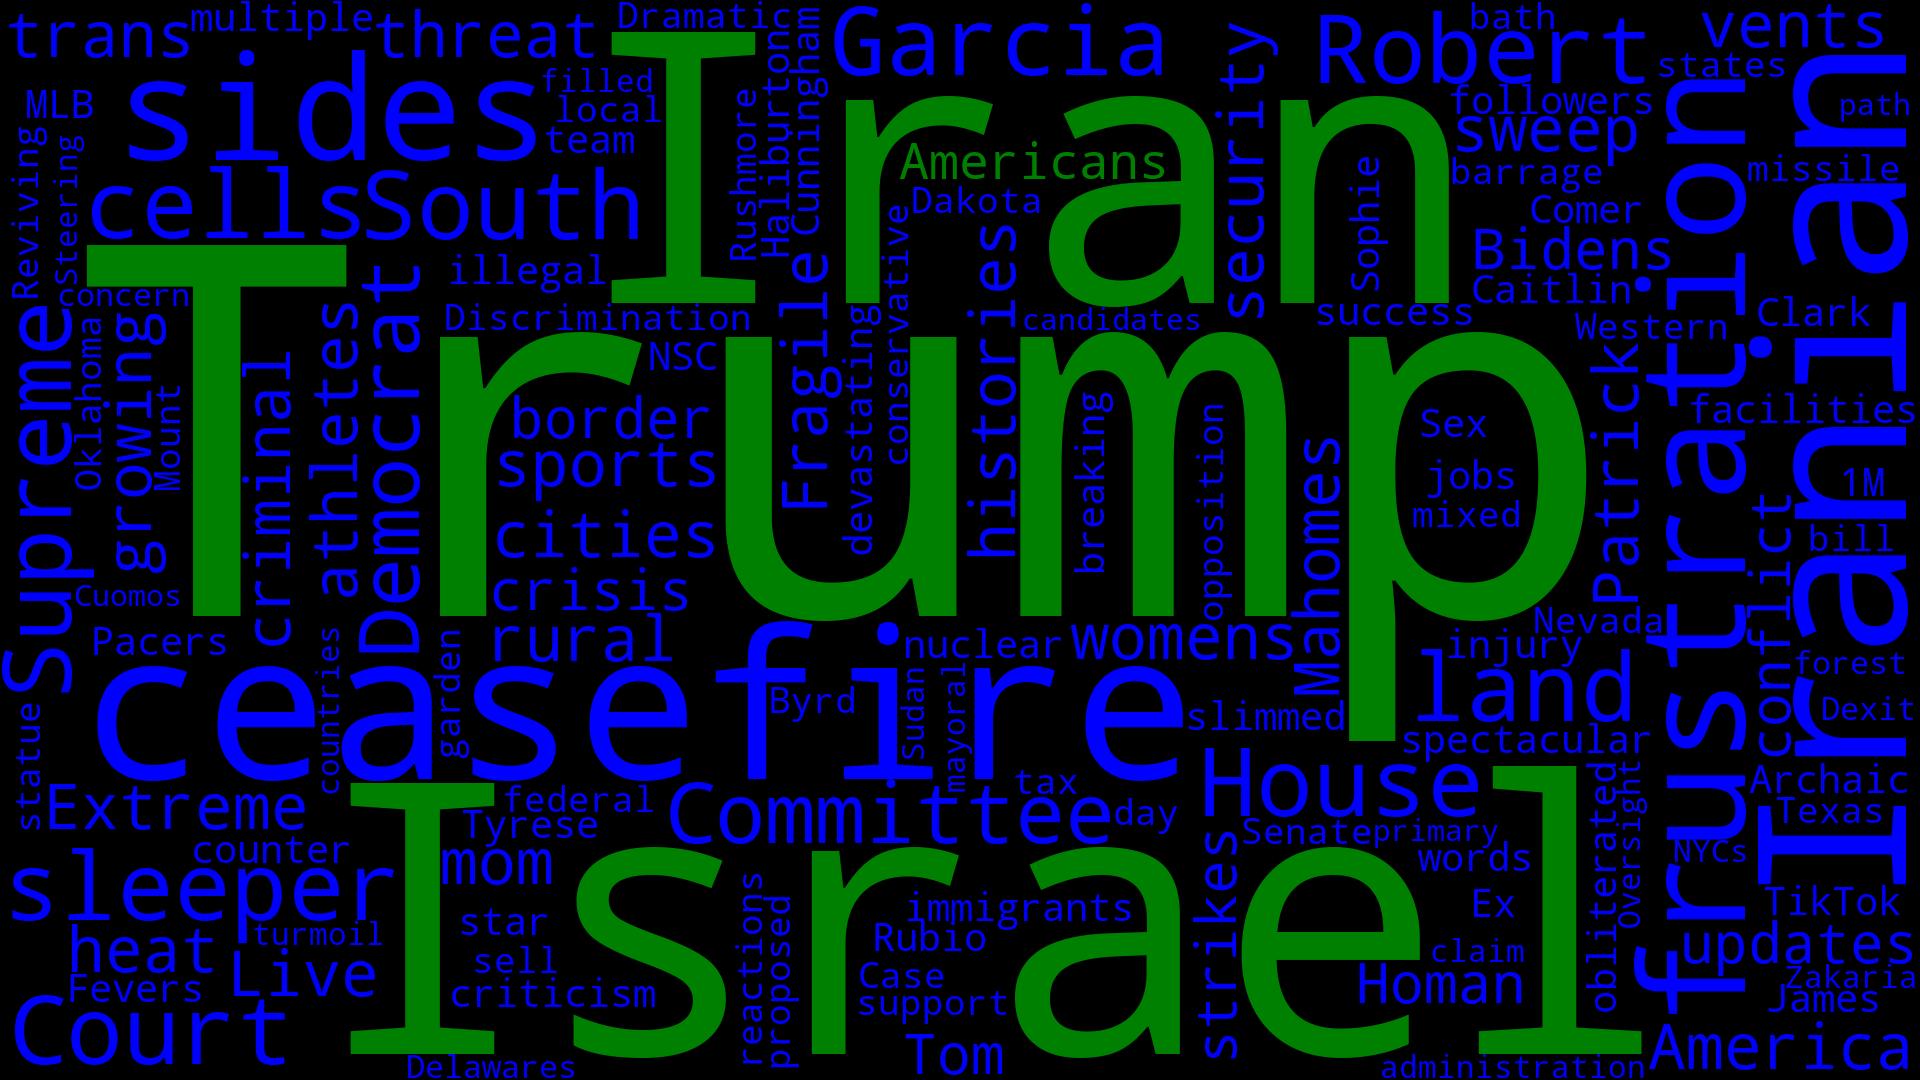 trans
multiple
threat
Dramatic
Garcia
Robert
bath
vents
states
MLB
sides
filled
local
team
Iran
Haliburton
Cunningham
Rushmore
security
followers
sweep
barrage
path
missile
Americans
Dakota
Sophie
Comer
Bidens
Caitlin
Reviving
Steering
cells
South
illegal
conservative
histories
Iranian
frustration
concern
Discrimination
candidates
success
Western
Clark
Trump
Supreme
Oklahoma
growing
Mount
criminal
athletes
Democrat
NSC
border
sports
cities
crisis
rural
Fragile
devastating
breaking
opposition
Mahomes
Sex
jobs
mixed
Patrick
facilities
1M
bill
conflict
Cuomos
Pacers
countries
garden
ceasefire
Byrd
nuclear
womens
Sudan
mayoral
slimmed
Nevada
injury
land
spectacular
forest
Dexit
statue
Extreme
federal
Tyrese
Committee
tax
day
House
Archaic
Texas
counter
mom
Senate
primary
words
obliterated
Oversight
NYCs
sleeper
Israel
star
sell
criticism
reactions
proposed
immigrants
Rubio
Case
support
strikes
Ex
claim
Homan
TikTok
updates
Zakaria
James
heat
turmoil
Live
Fevers
Court
Delawares
Tom
administration
America